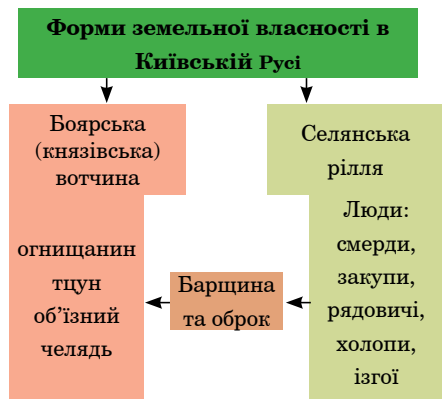 Форми земельної власності в
Київській Русі
Боярська
(князівська)
вотчина
Селянська
рілля
огнищанин
тцун
об’їзний
челядь
Барщина
та оброк
Люди:
смерди,
закупи,
рядовичі,
холопи,
ізгої